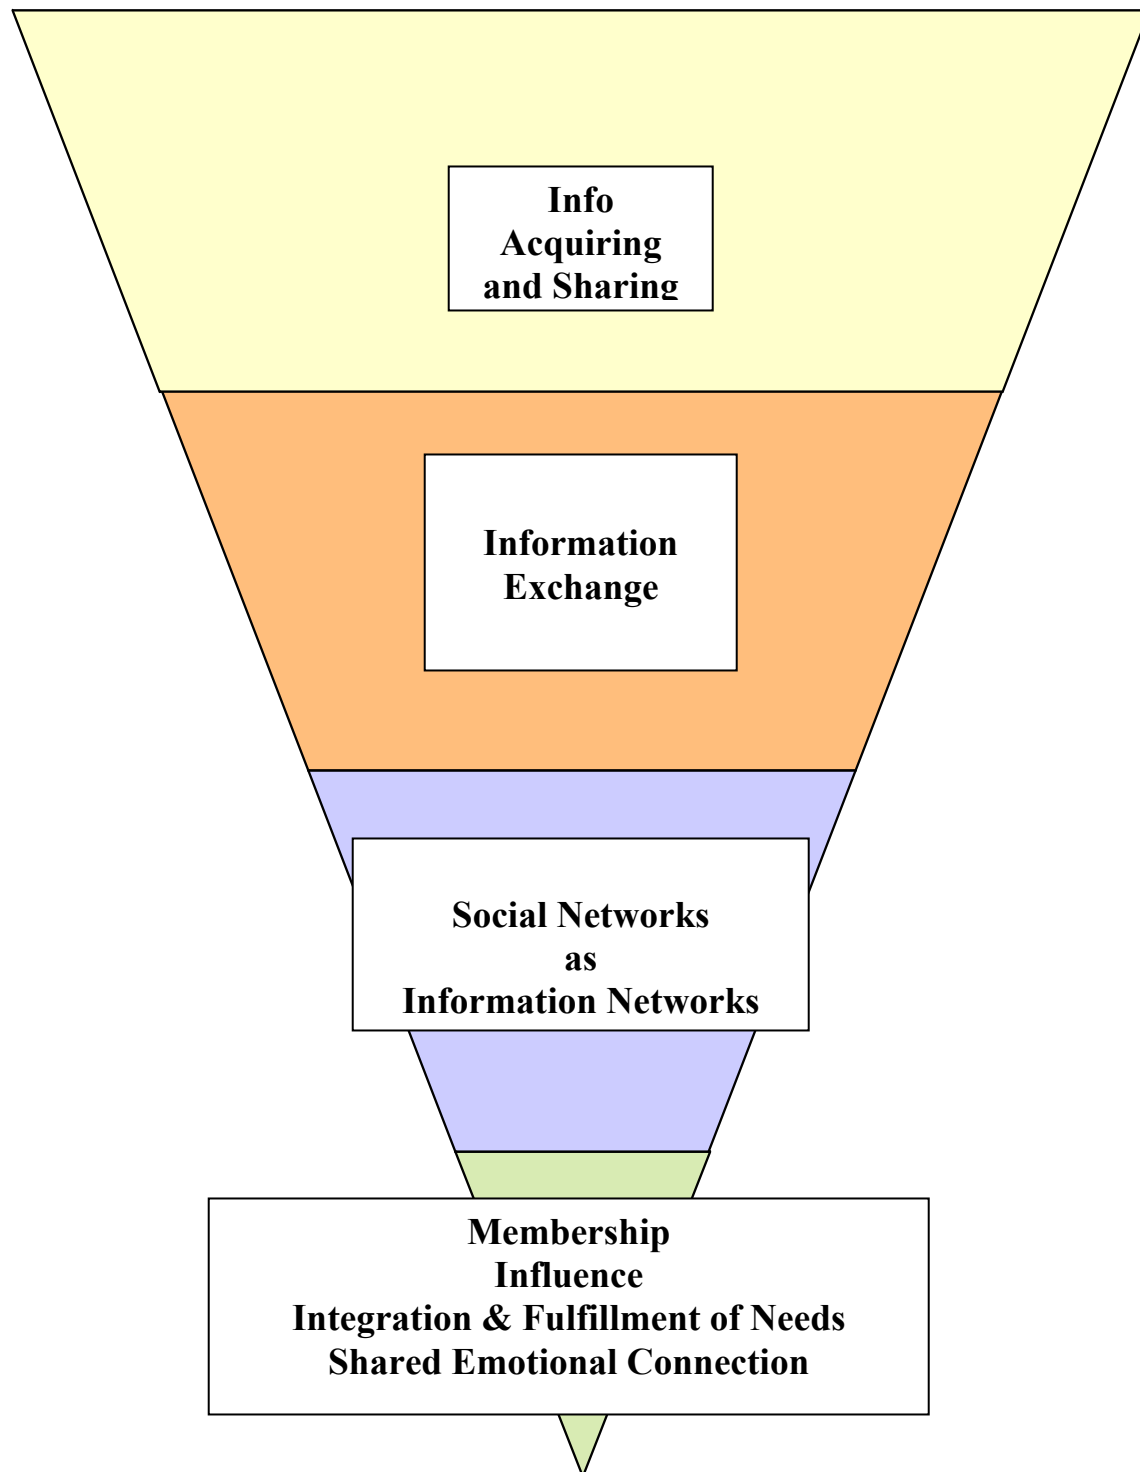 Info
Acquiring
and Sharing
Information
Exchange
Social Networks
as
Information Networks
Membership
Influence
Integration & Fulfillment of Needs
Shared Emotional Connection